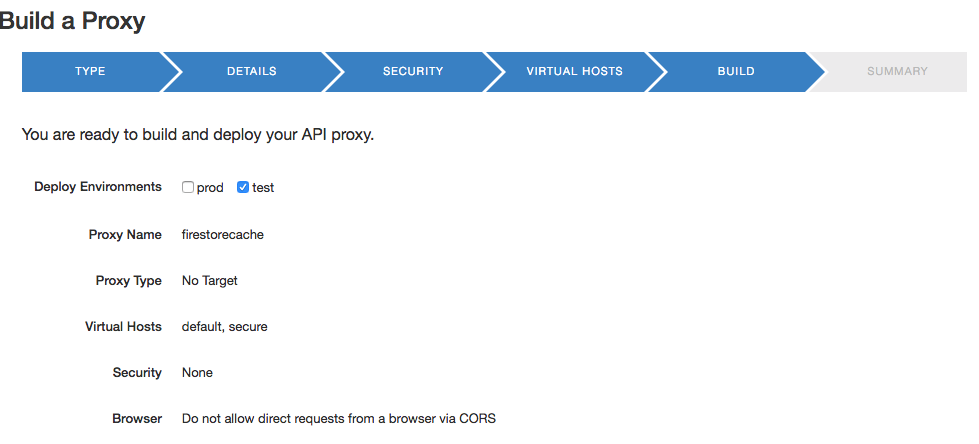 Build a Proxy
TYPE DETAILS SECURITY VIRTUAL HOSTS BUILD SUMMARY
You are ready to build and deploy your API proxy.
Deploy Environments prod test
Proxy Name firestorecache
Proxy Type No Target
Virtual Hosts default, secure
Security None
Browser Do not allow direct requests from a browser via CORS